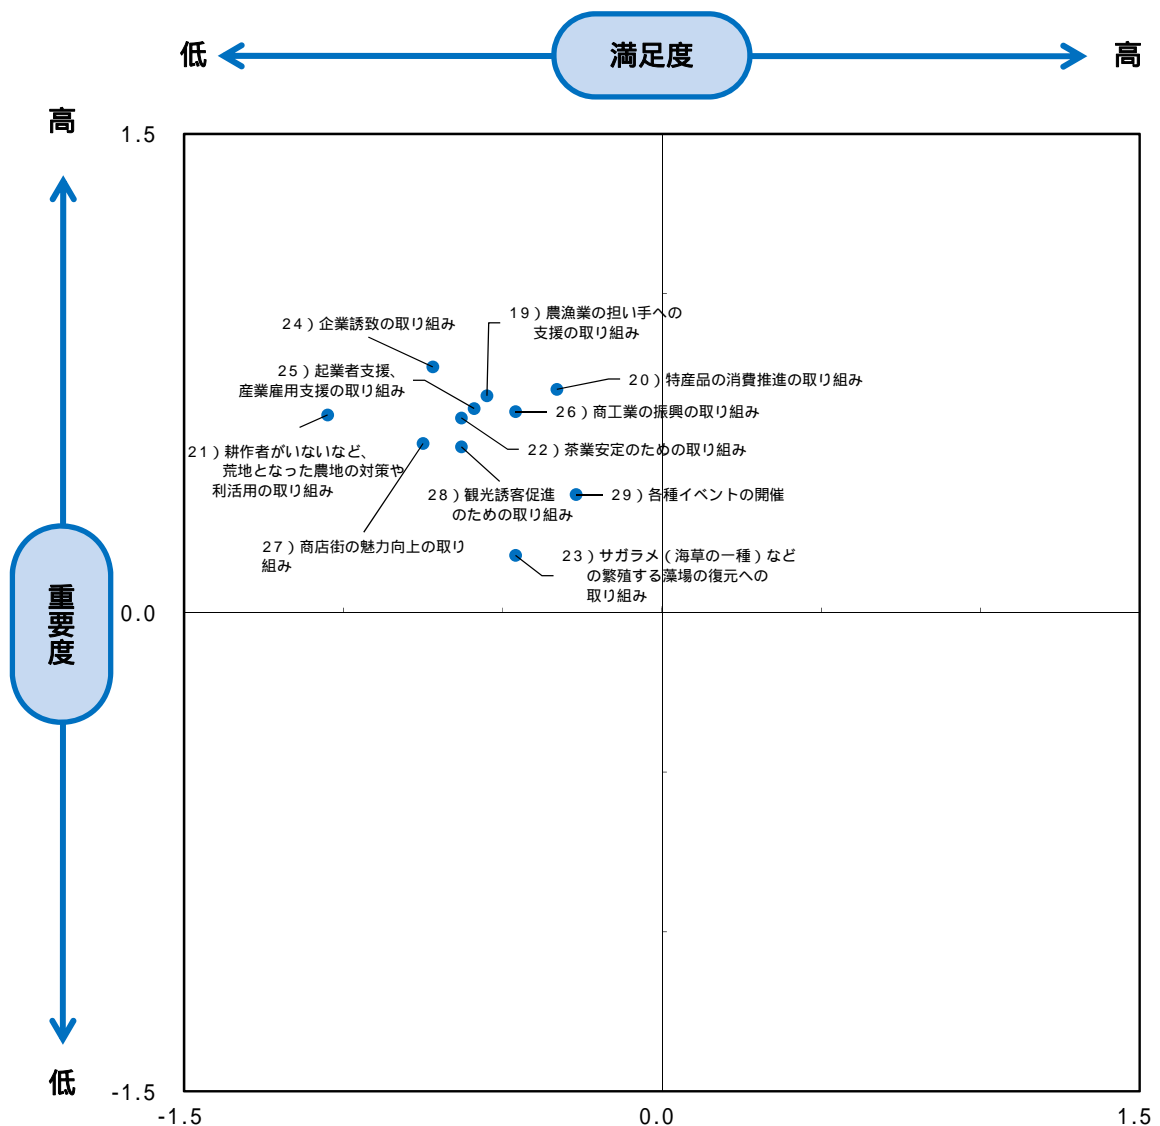 低
満足度
高
高
1.5
24）企業誘致の取り組み
19）農漁業の担い手への
支援の取り組み
25）起業者支援、
産業雇用支援の取り組み
20）特産品の消費推進の取り組み
26）商工業の振興の取り組み
21）耕作者がいないなど、
荒地となった農地の対策や
利活用の取り組み
22）茶業安定のための取り組み
28）観光誘客促進
のための取り組み
29）各種イベントの開催
27）商店街の魅力向上の取り
組み
23）サガラメ（海草の一種）など
の繁殖する藻場の復元への
取り組み
重要度
0.0
低
-1.5
-1.5
0.0
1.5